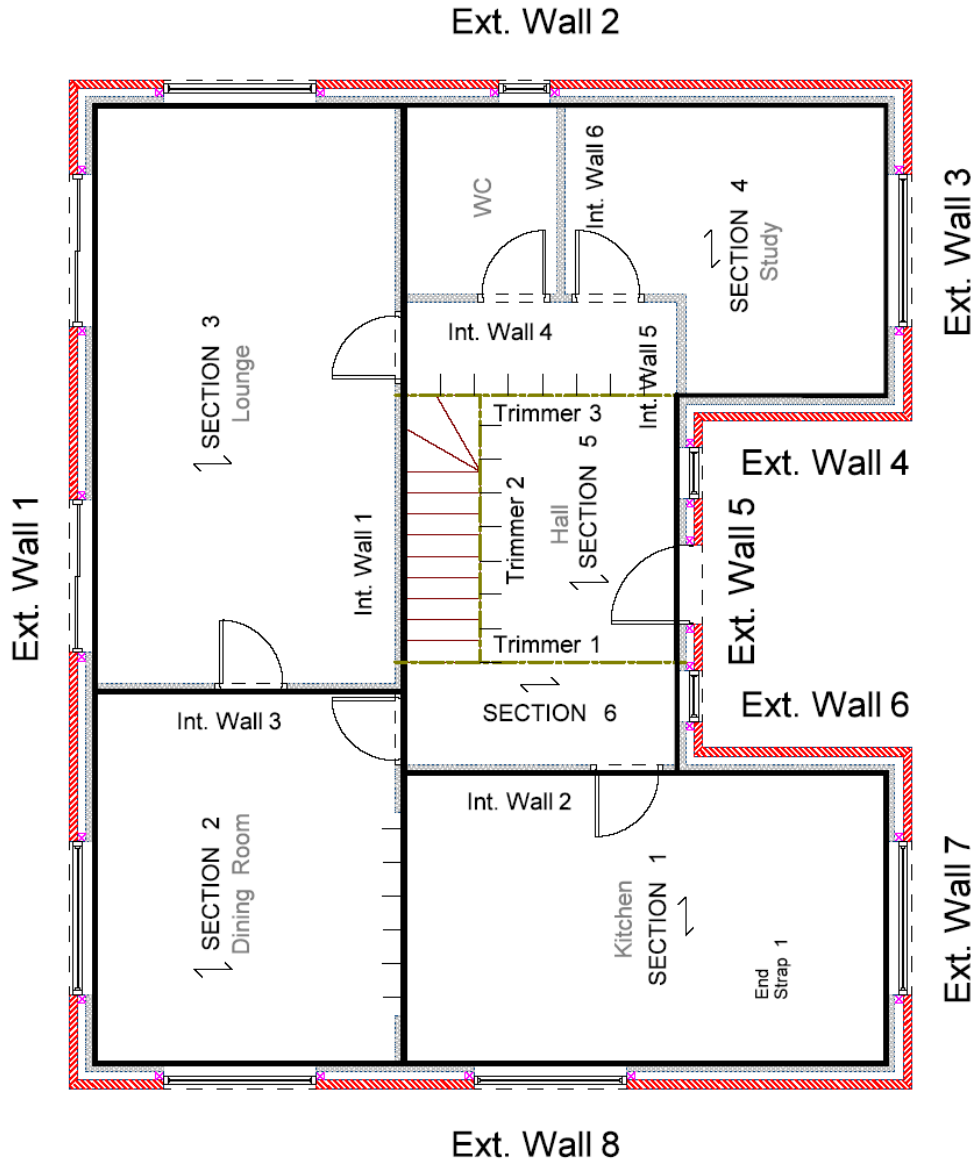 Ext. Wall 2
WC
Int. Wall 6
SECTION 4
Study
Ext. Wall 3
SECTION 3
Lounge
Int. Wall 4
Int. Wall 5
Trimmer 3
Ext. Wall 4
Ext. Wall 1
Int. Wall 1
Trimmer 2
Hall
SECTION 5
Ext. Wall 5
Trimmer 1
Int. Wall 3
SECTION 6
Ext. Wall 6
Int. Wall 2
SECTION 2
Dining Room
Kitchen
SECTION 1
End
Strap 1
Ext. Wall 7
Ext. Wall 8